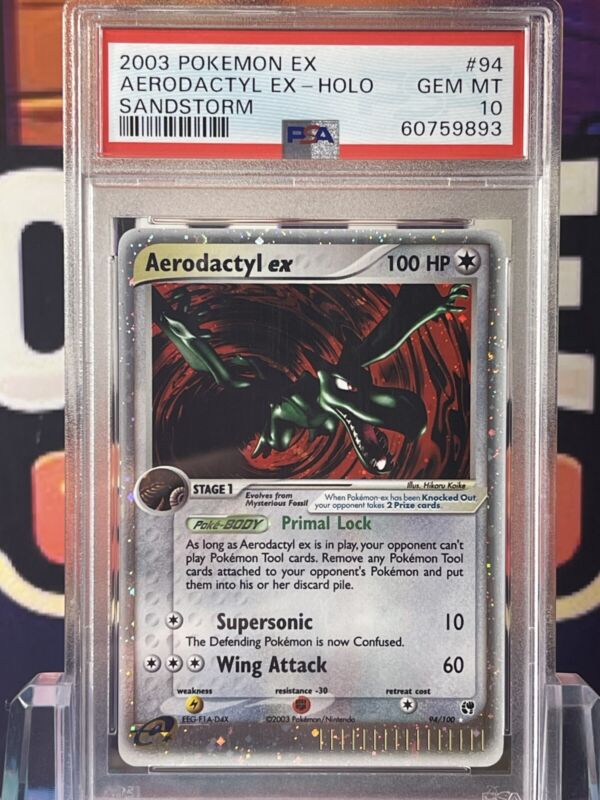 2003 POKEMON EX #94
AERODACTYL EX-HOLO GEM MT
SANDSTORM 10
PSA 60759893
Aerodactyl ex 100 HP
STAGE 1
Evolves from
Mysterious Fossil
Illus. Hikaru Koike
When Pokémon-ex has been Knocked Out,
your opponent takes 2 Prize cards.
Poké-BODY Primal Lock
As long as Aerodactyl ex is in play, your opponent can't
play Pokémon Tool cards. Remove any Pokémon Tool
cards attached to your opponent's Pokémon and put
them into his or her discard pile.
Supersonic 10
The Defending Pokémon is now Confused.
Wing Attack 60
weakness resistance -30 retreat cost
EEG-F1A-D4X ©2003 Pokémon/Nintendo 94/100